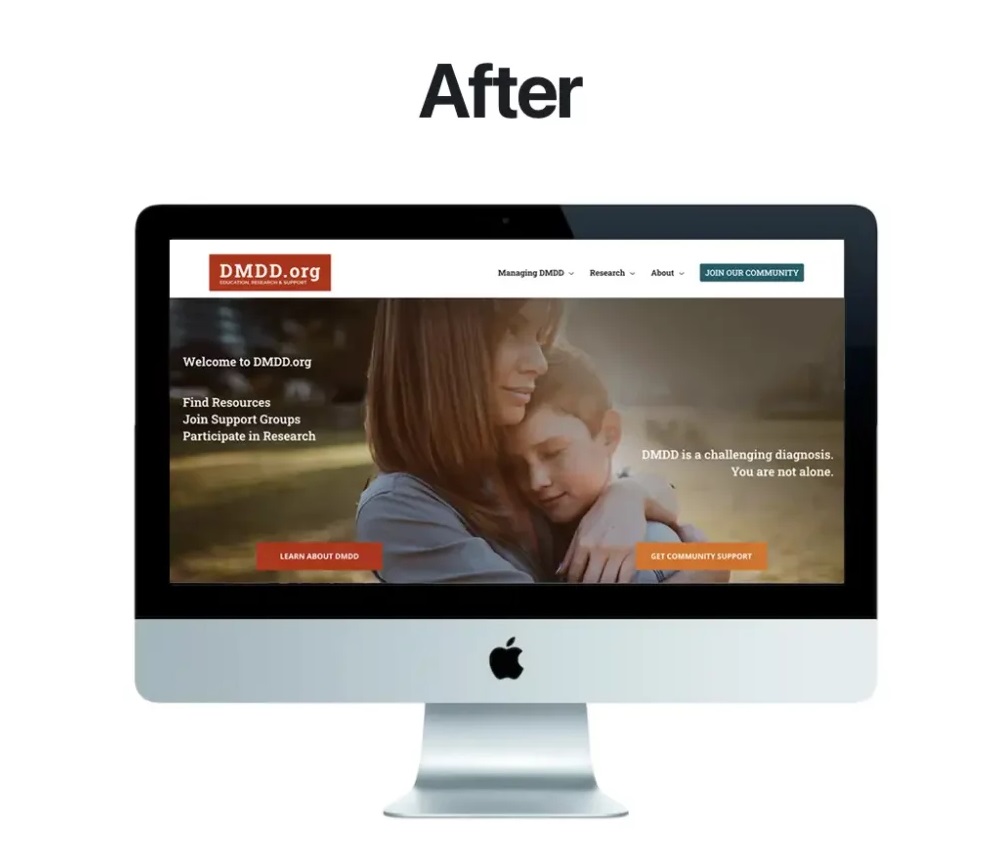 After
DMDD.org
EDUCATION, RESEARCH & SUPPORT
Managing DMDD
Research
About
JOIN OUR COMMUNITY
Welcome to DMDD.org
Find Resources
Join Support Groups
Participate in Research
DMDD is a challenging diagnosis.
You are not alone.
LEARN ABOUT DMDD
GET COMMUNITY SUPPORT